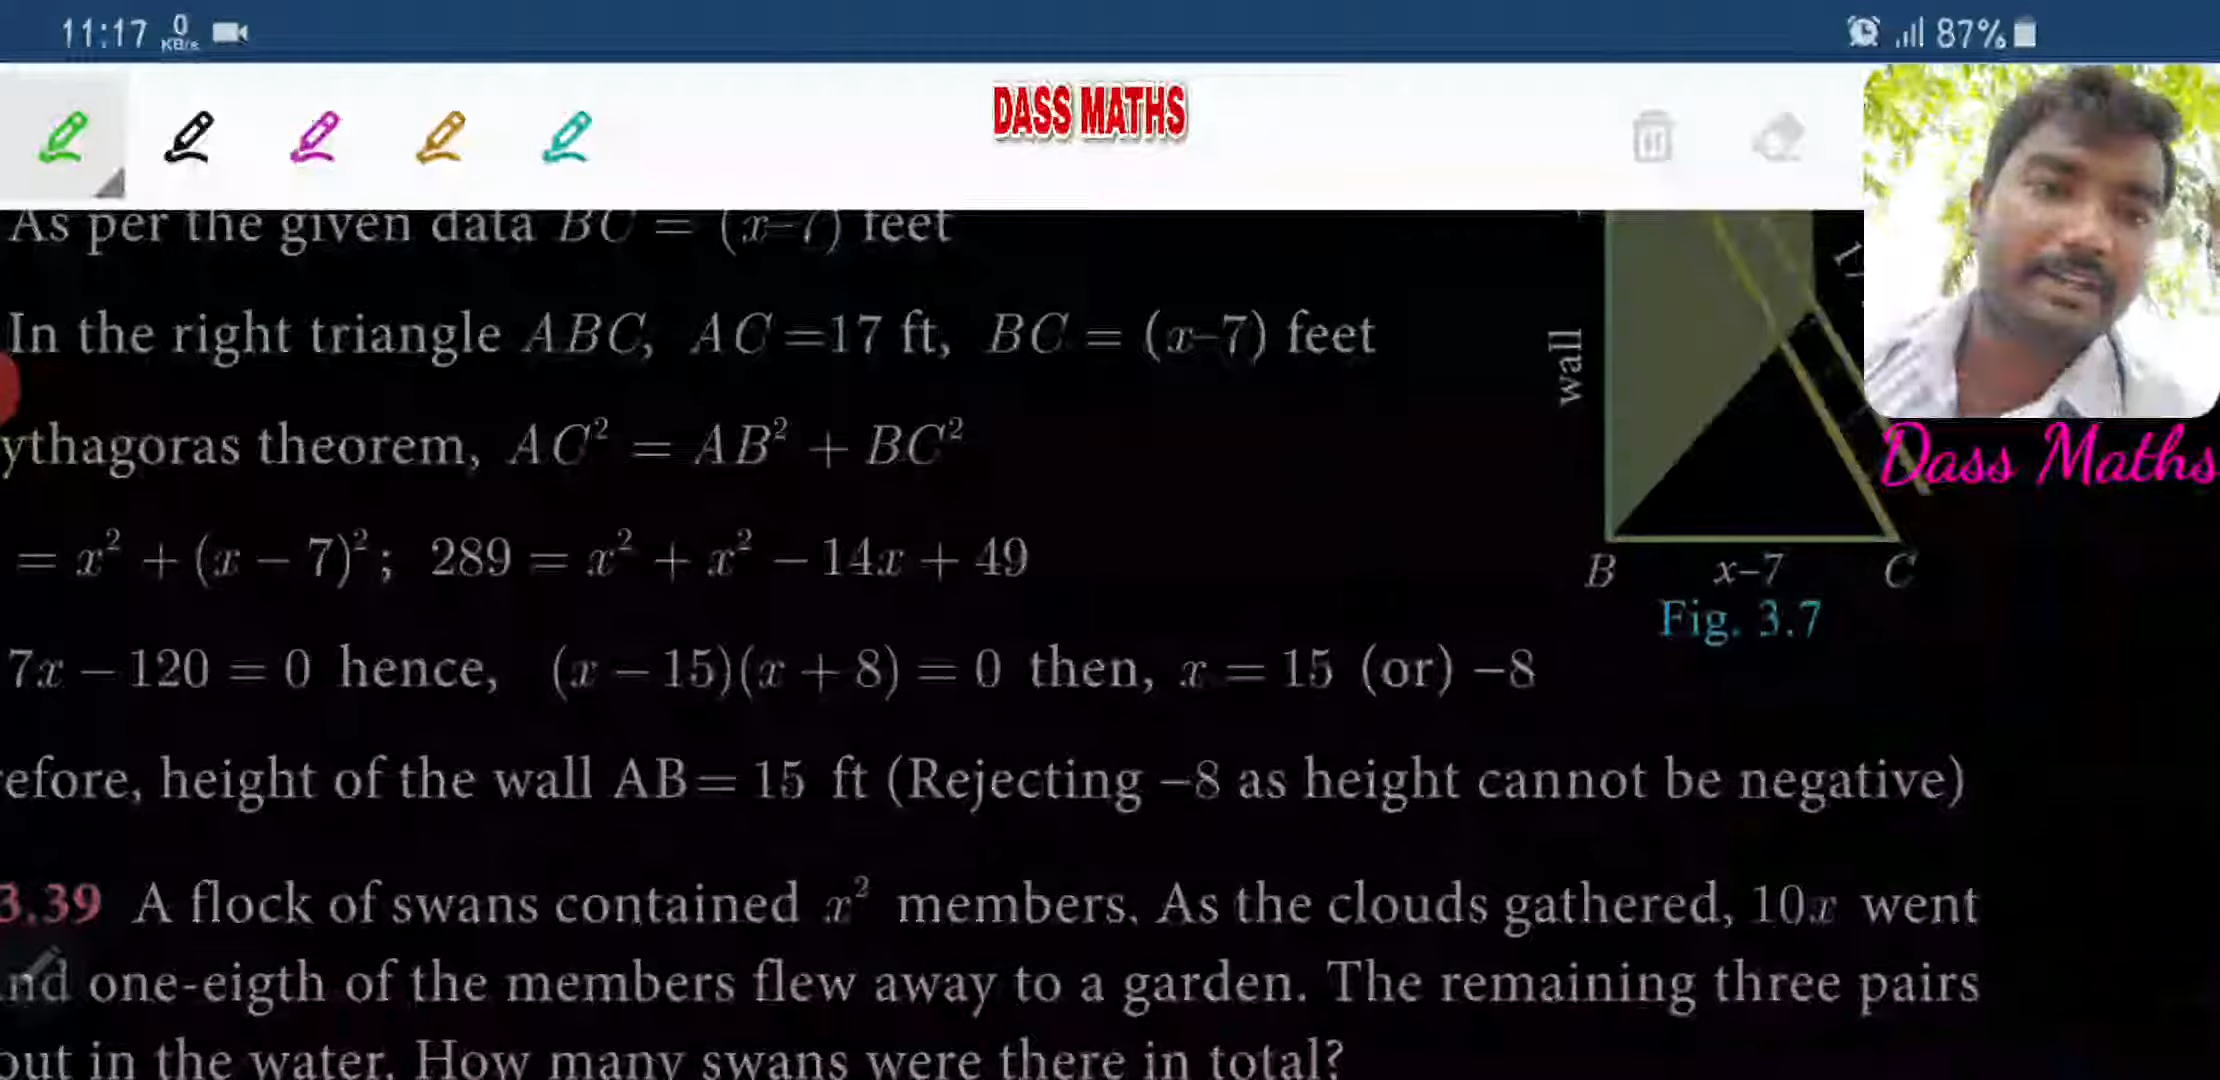 11:17 0 KB/s 87%
DASS MATHS
As per the given data BC = (x–7) feet
In the right triangle ABC, AC =17 ft, BC = (x–7) feet
ythagoras theorem, AC² = AB² + BC²
= x² + (x − 7)²; 289 = x² + x² − 14x + 49
7x − 120 = 0 hence, (x − 15)(x + 8) = 0 then, x = 15 (or) −8
efore, height of the wall AB= 15 ft (Rejecting −8 as height cannot be negative)
3.39 A flock of swans contained x² members. As the clouds gathered, 10x went
nd one-eigth of the members flew away to a garden. The remaining three pairs
out in the water. How many swans were there in total?
wall
B x–7 C
Fig. 3.7
Dass Maths